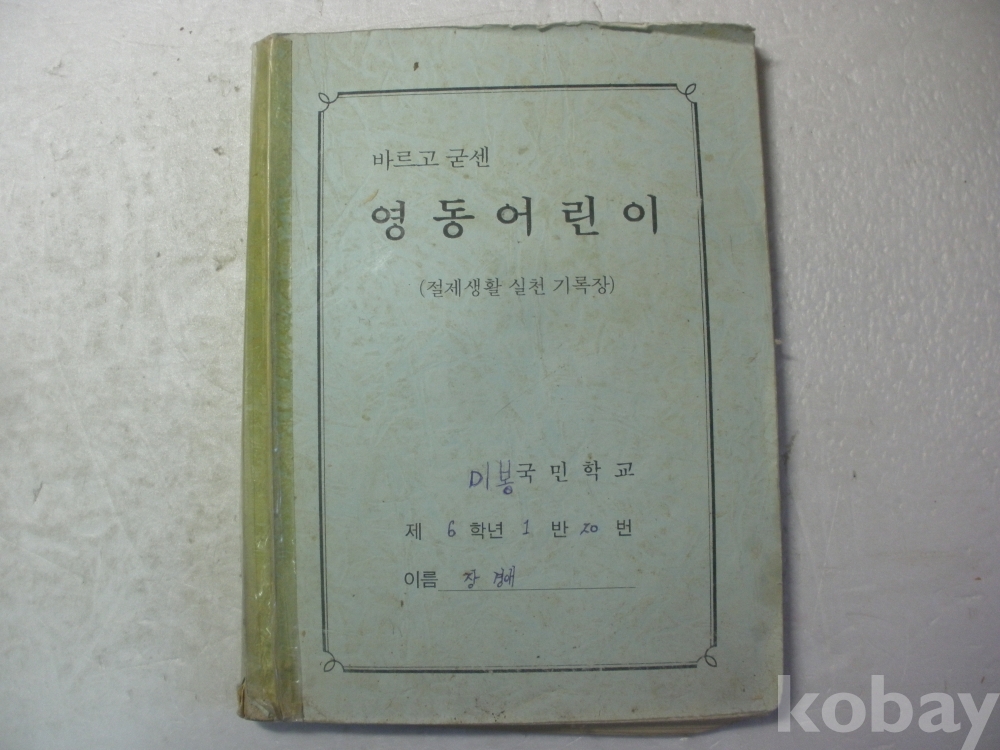 바르고 굳센
영동어린이
(절제생활 실천 기록장)
미봉국민학교
제 6 학년 1 반 20 번
이름 장 경애
kobay